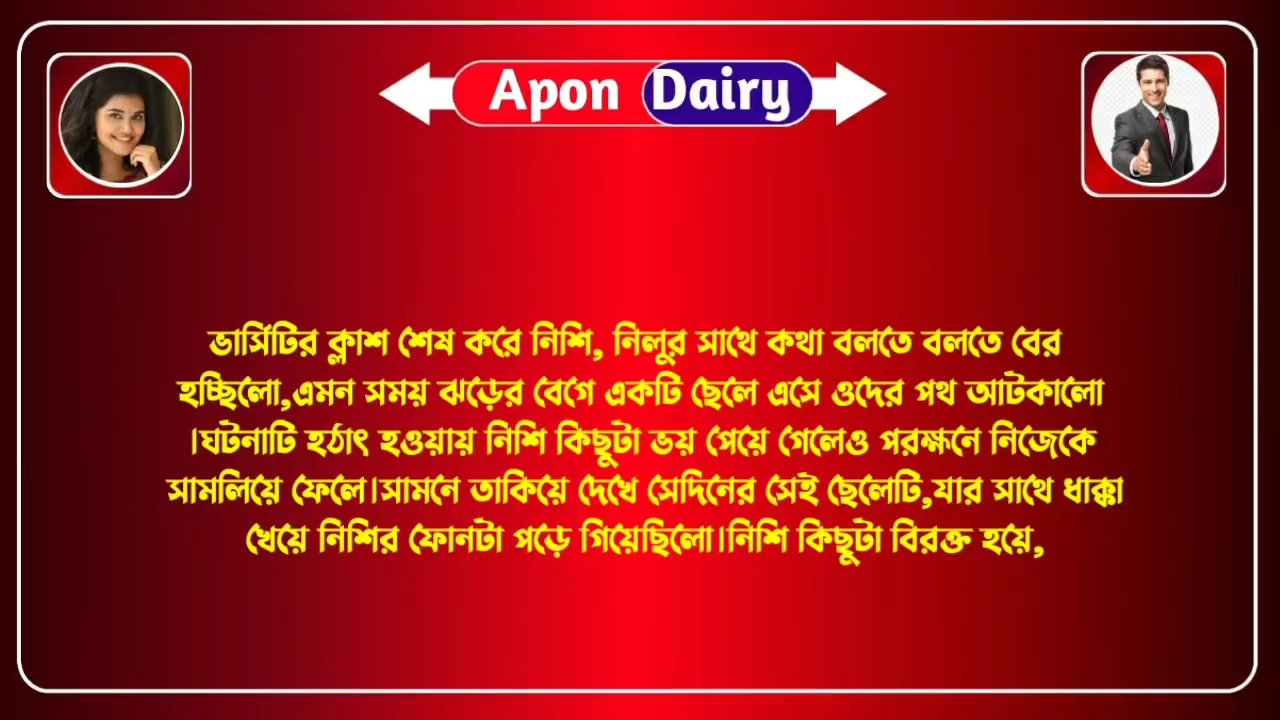 Apon Dairy
ভার্সিটির ক্লাশ শেষ করে নিশি, নিলুর সাথে কথা বলতে বলতে বের
হচ্ছিলো,এমন সময় ঝড়ের বেগে একটি ছেলে এসে ওদের পথ আটকালো
।ঘটনাটি হঠাৎ হওয়ায় নিশি কিছুটা ভয় পেয়ে গেলেও পরক্ষনে নিজেকে
সামলিয়ে ফেলে।সামনে তাকিয়ে দেখে সেদিনের সেই ছেলেটি,যার সাথে ধাক্কা
খেয়ে নিশির ফোনটা পড়ে গিয়েছিলো।নিশি কিছুটা বিরক্ত হয়ে,